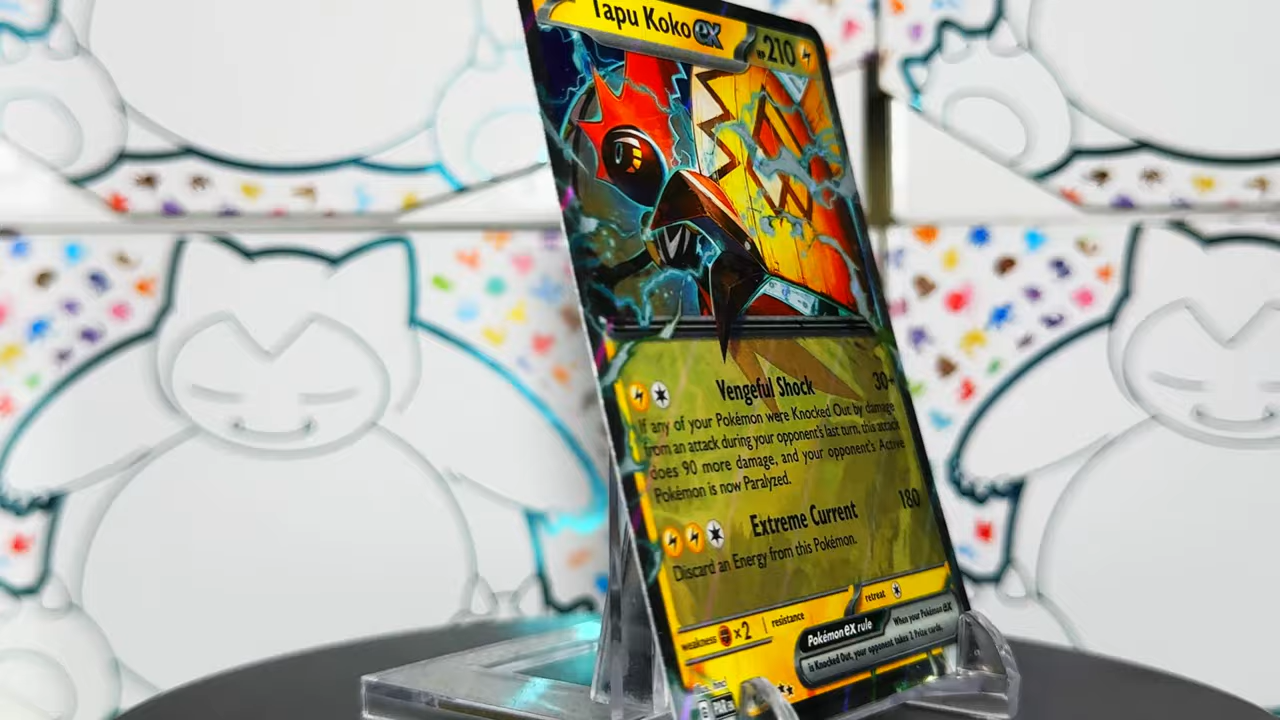 Tapu Koko ex HP 210
Vengeful Shock 30+
If any of your Pokémon were Knocked Out by damage
from an attack during your opponent's last turn, this attack
does 90 more damage, and your opponent's Active
Pokémon is now Paralyzed.
Extreme Current 180
Discard an Energy from this Pokémon.
weakness ×2 resistance retreat
Pokémon ex rule When your Pokémon ex
is Knocked Out, your opponent takes 2 Prize cards.
PAR